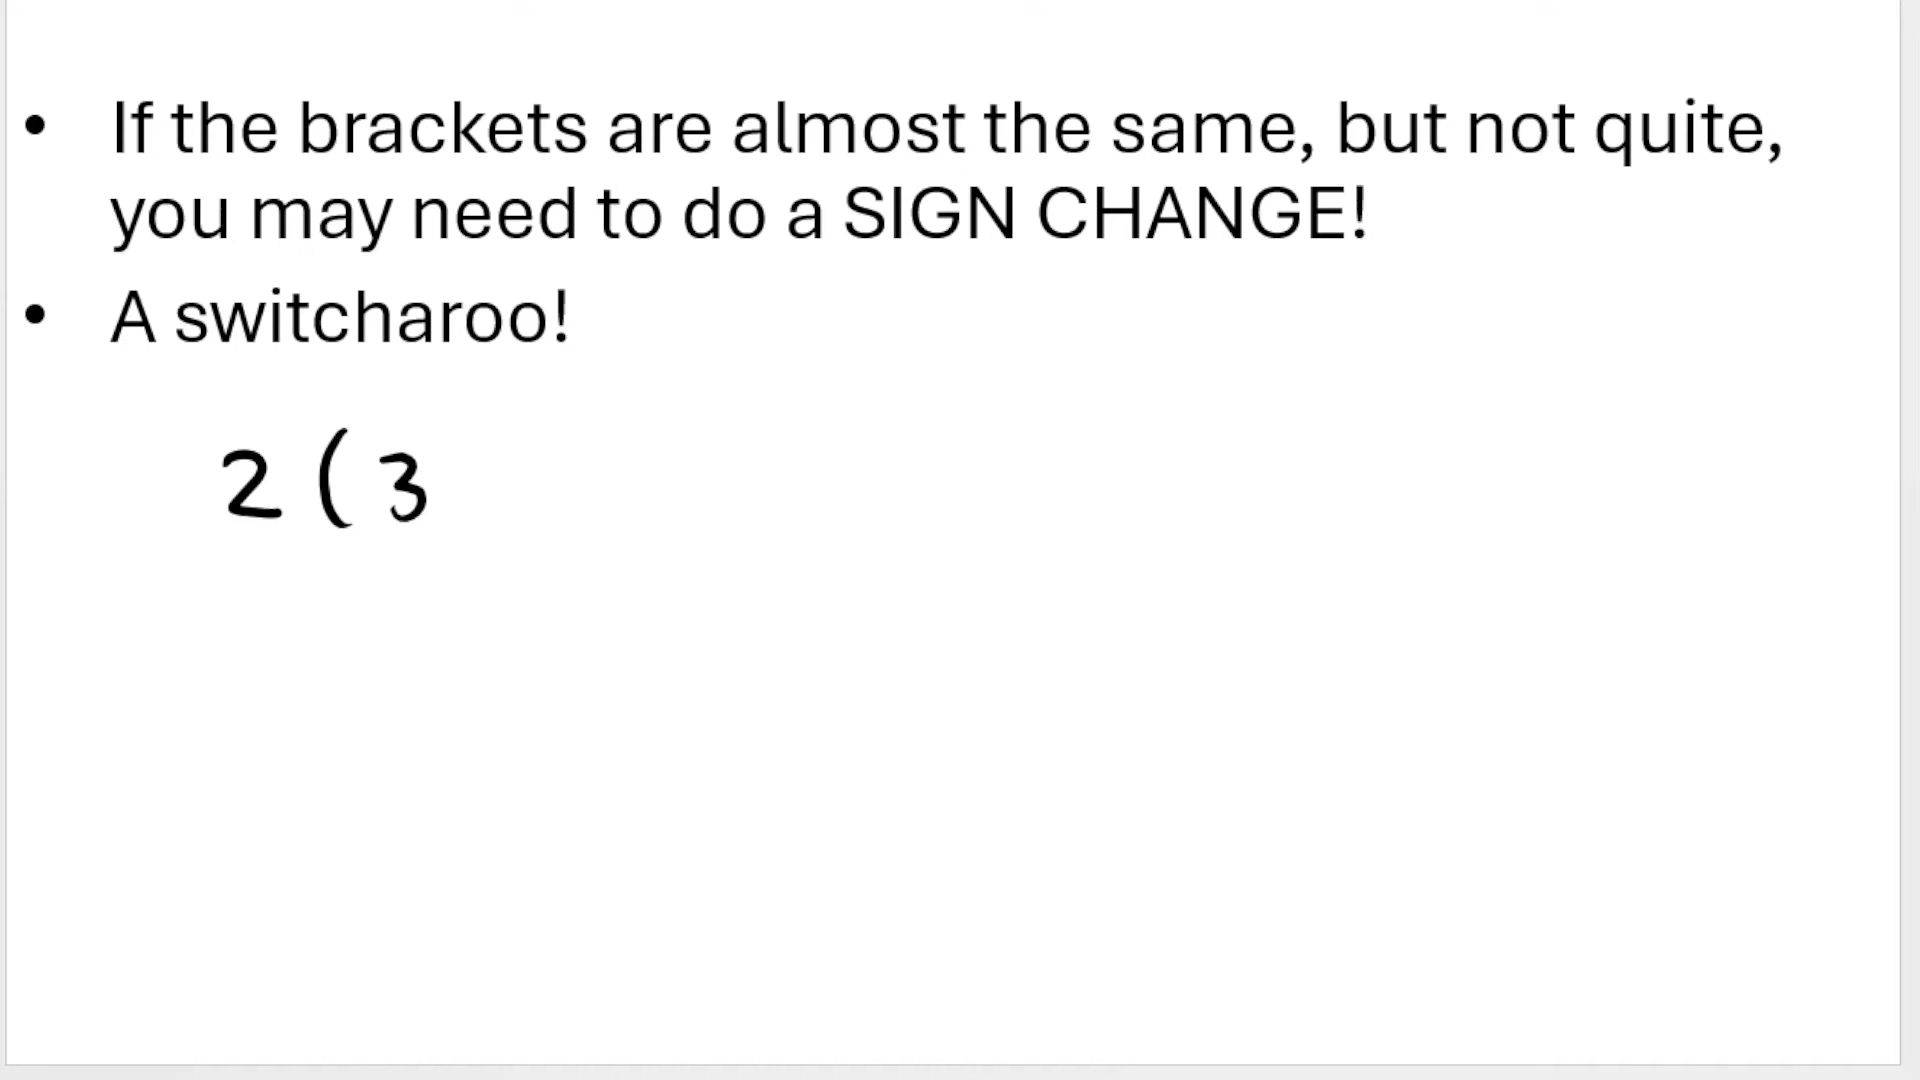 • If the brackets are almost the same, but not quite,
you may need to do a SIGN CHANGE!
• A switcharoo!
2 ( 3